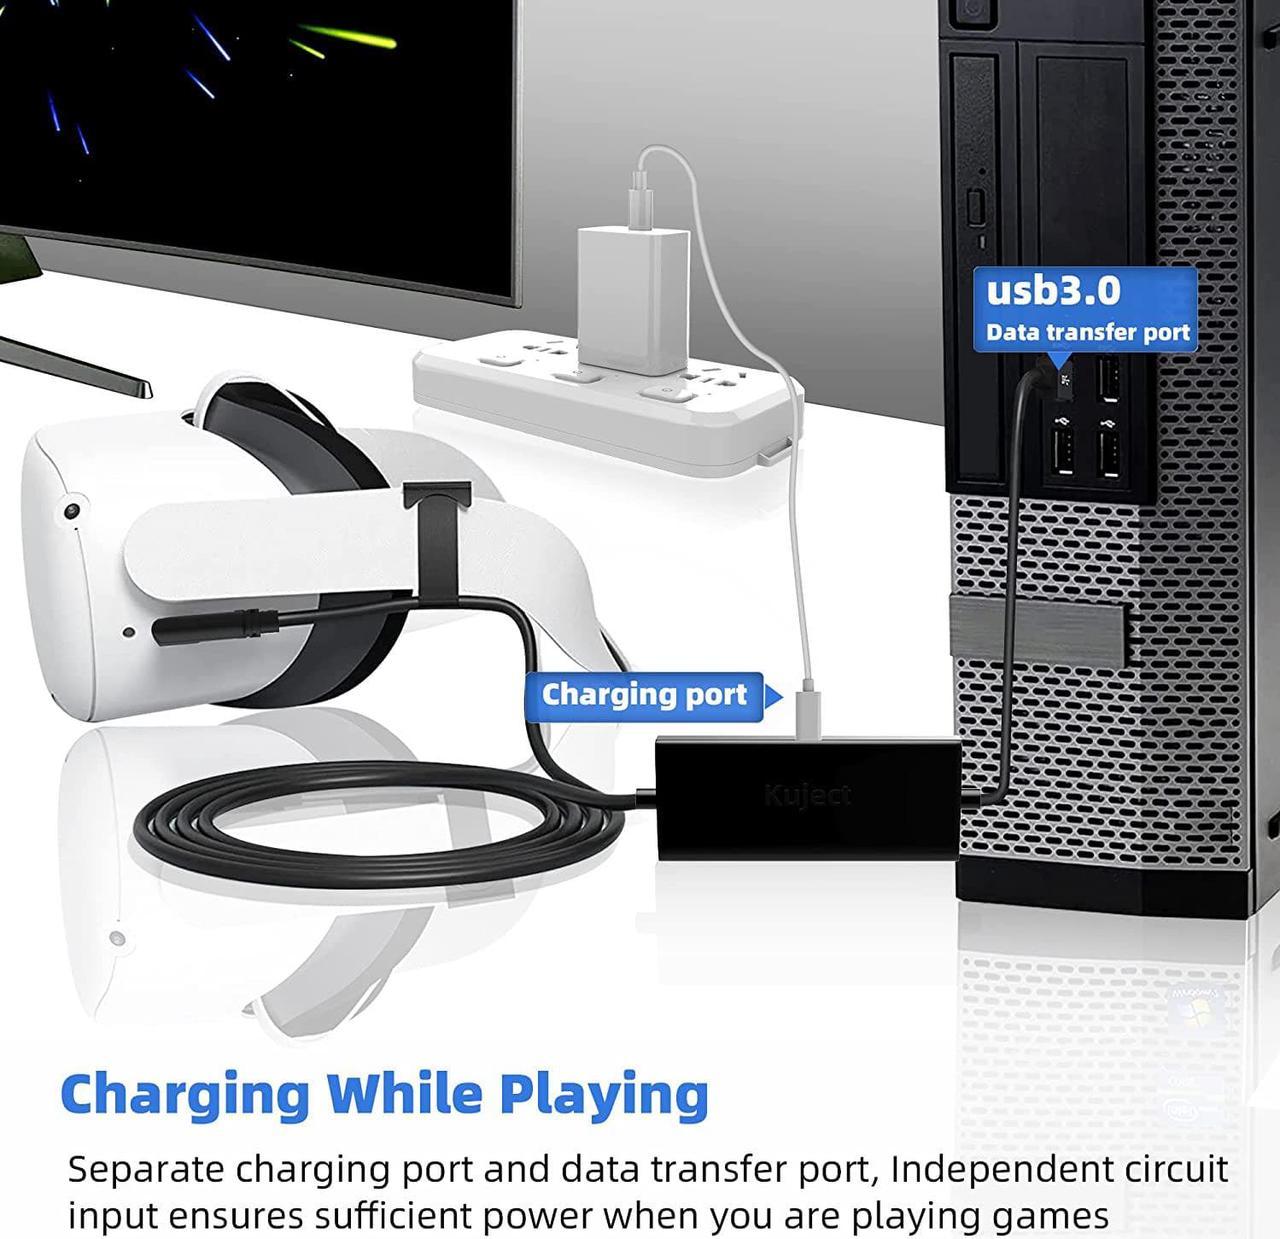 usb3.0
Data transfer port
Charging port
Kuject
Charging While Playing
Separate charging port and data transfer port, Independent circuit
input ensures sufficient power when you are playing games